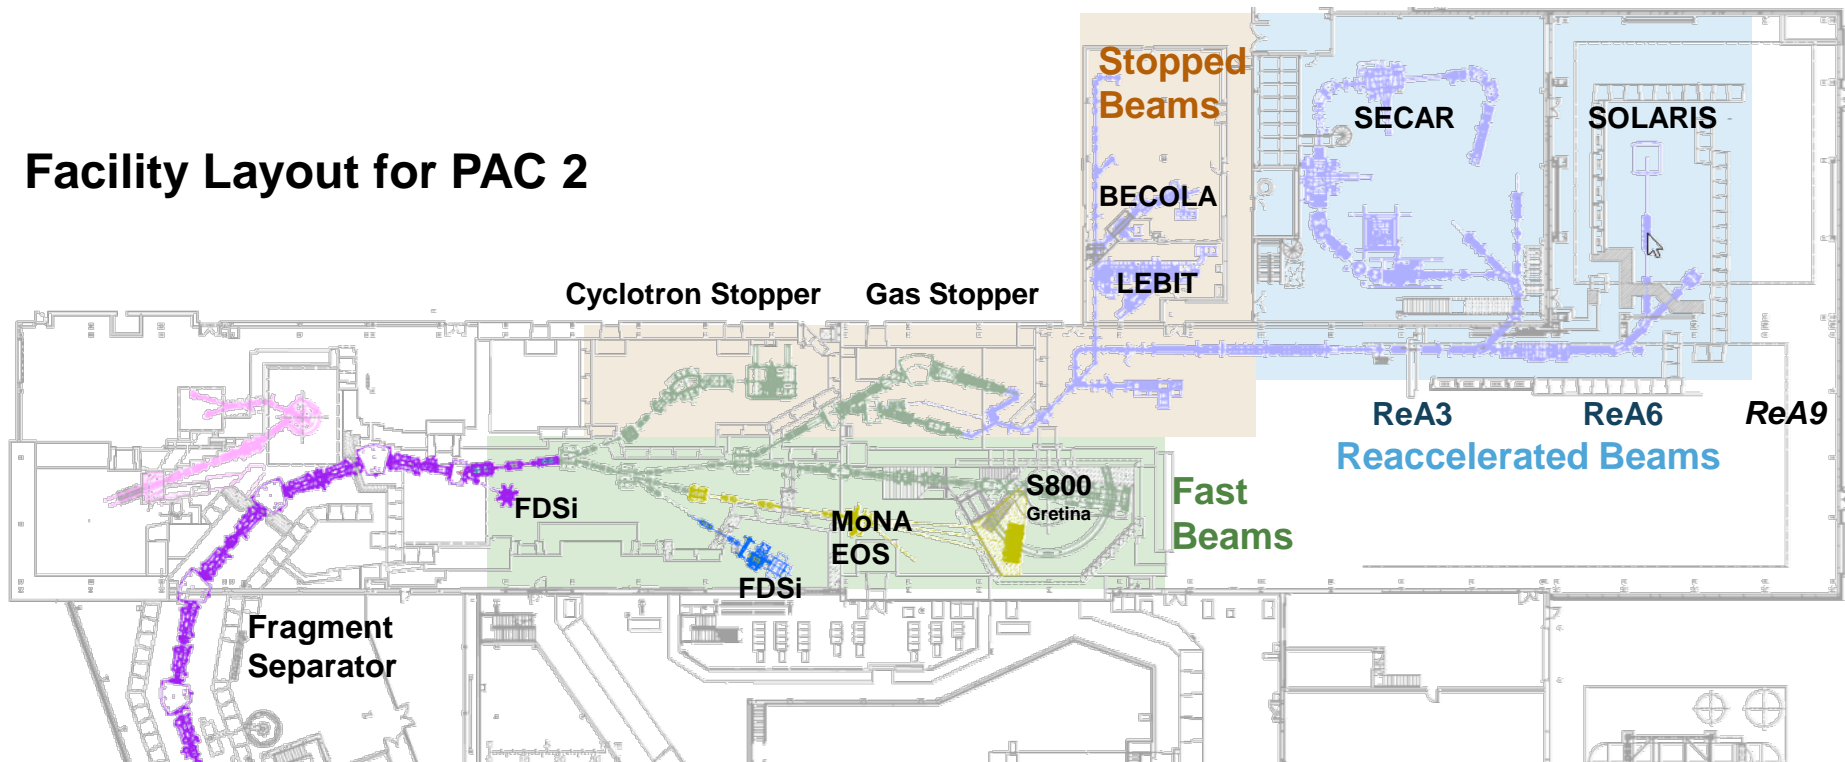 Facility Layout for PAC 2
Stopped
Beams
SECAR
SOLARIS
BECOLA
LEBIT
Cyclotron Stopper
Gas Stopper
ReA3
ReA6
ReA9
Reaccelerated Beams
S800
Gretina
Fast
Beams
FDSi
MoNA
EOS
FDSi
Fragment
Separator